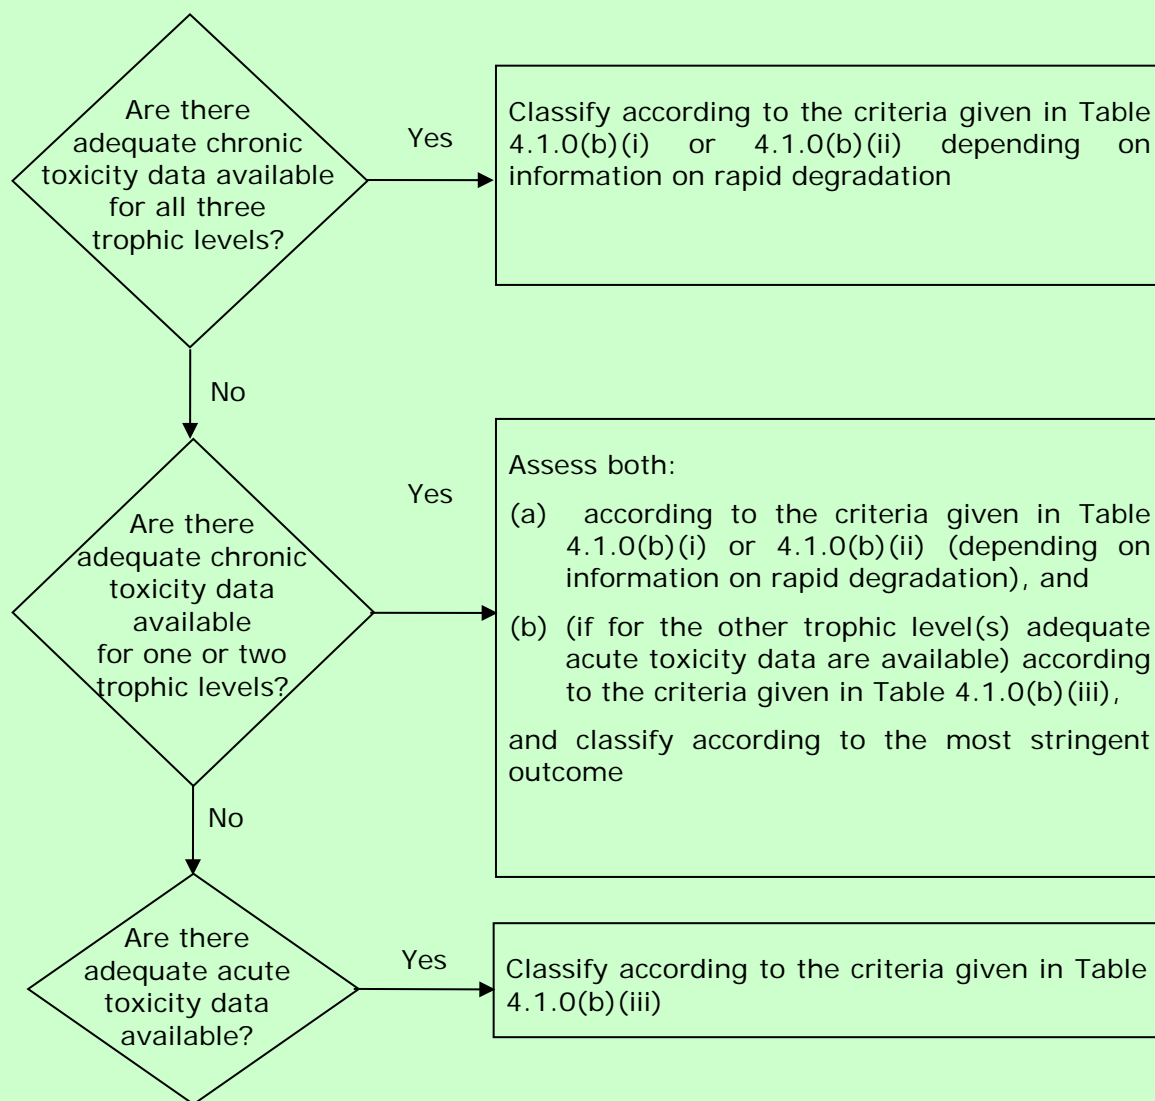 Are there
adequate chronic
toxicity data available
for all three
trophic levels?
Yes
Classify according to the criteria given in Table
4.1.0(b)(i) or 4.1.0(b)(ii) depending on
information on rapid degradation
No
Are there
adequate chronic
toxicity data
available
for one or two
trophic levels?
Yes
Assess both:
(a) according to the criteria given in Table
4.1.0(b)(i) or 4.1.0(b)(ii) (depending on
information on rapid degradation), and
(b) (if for the other trophic level(s) adequate
acute toxicity data are available) according
to the criteria given in Table 4.1.0(b)(iii),
and classify according to the most stringent
outcome
No
Are there
adequate acute
toxicity data
available?
Yes
Classify according to the criteria given in Table
4.1.0(b)(iii)